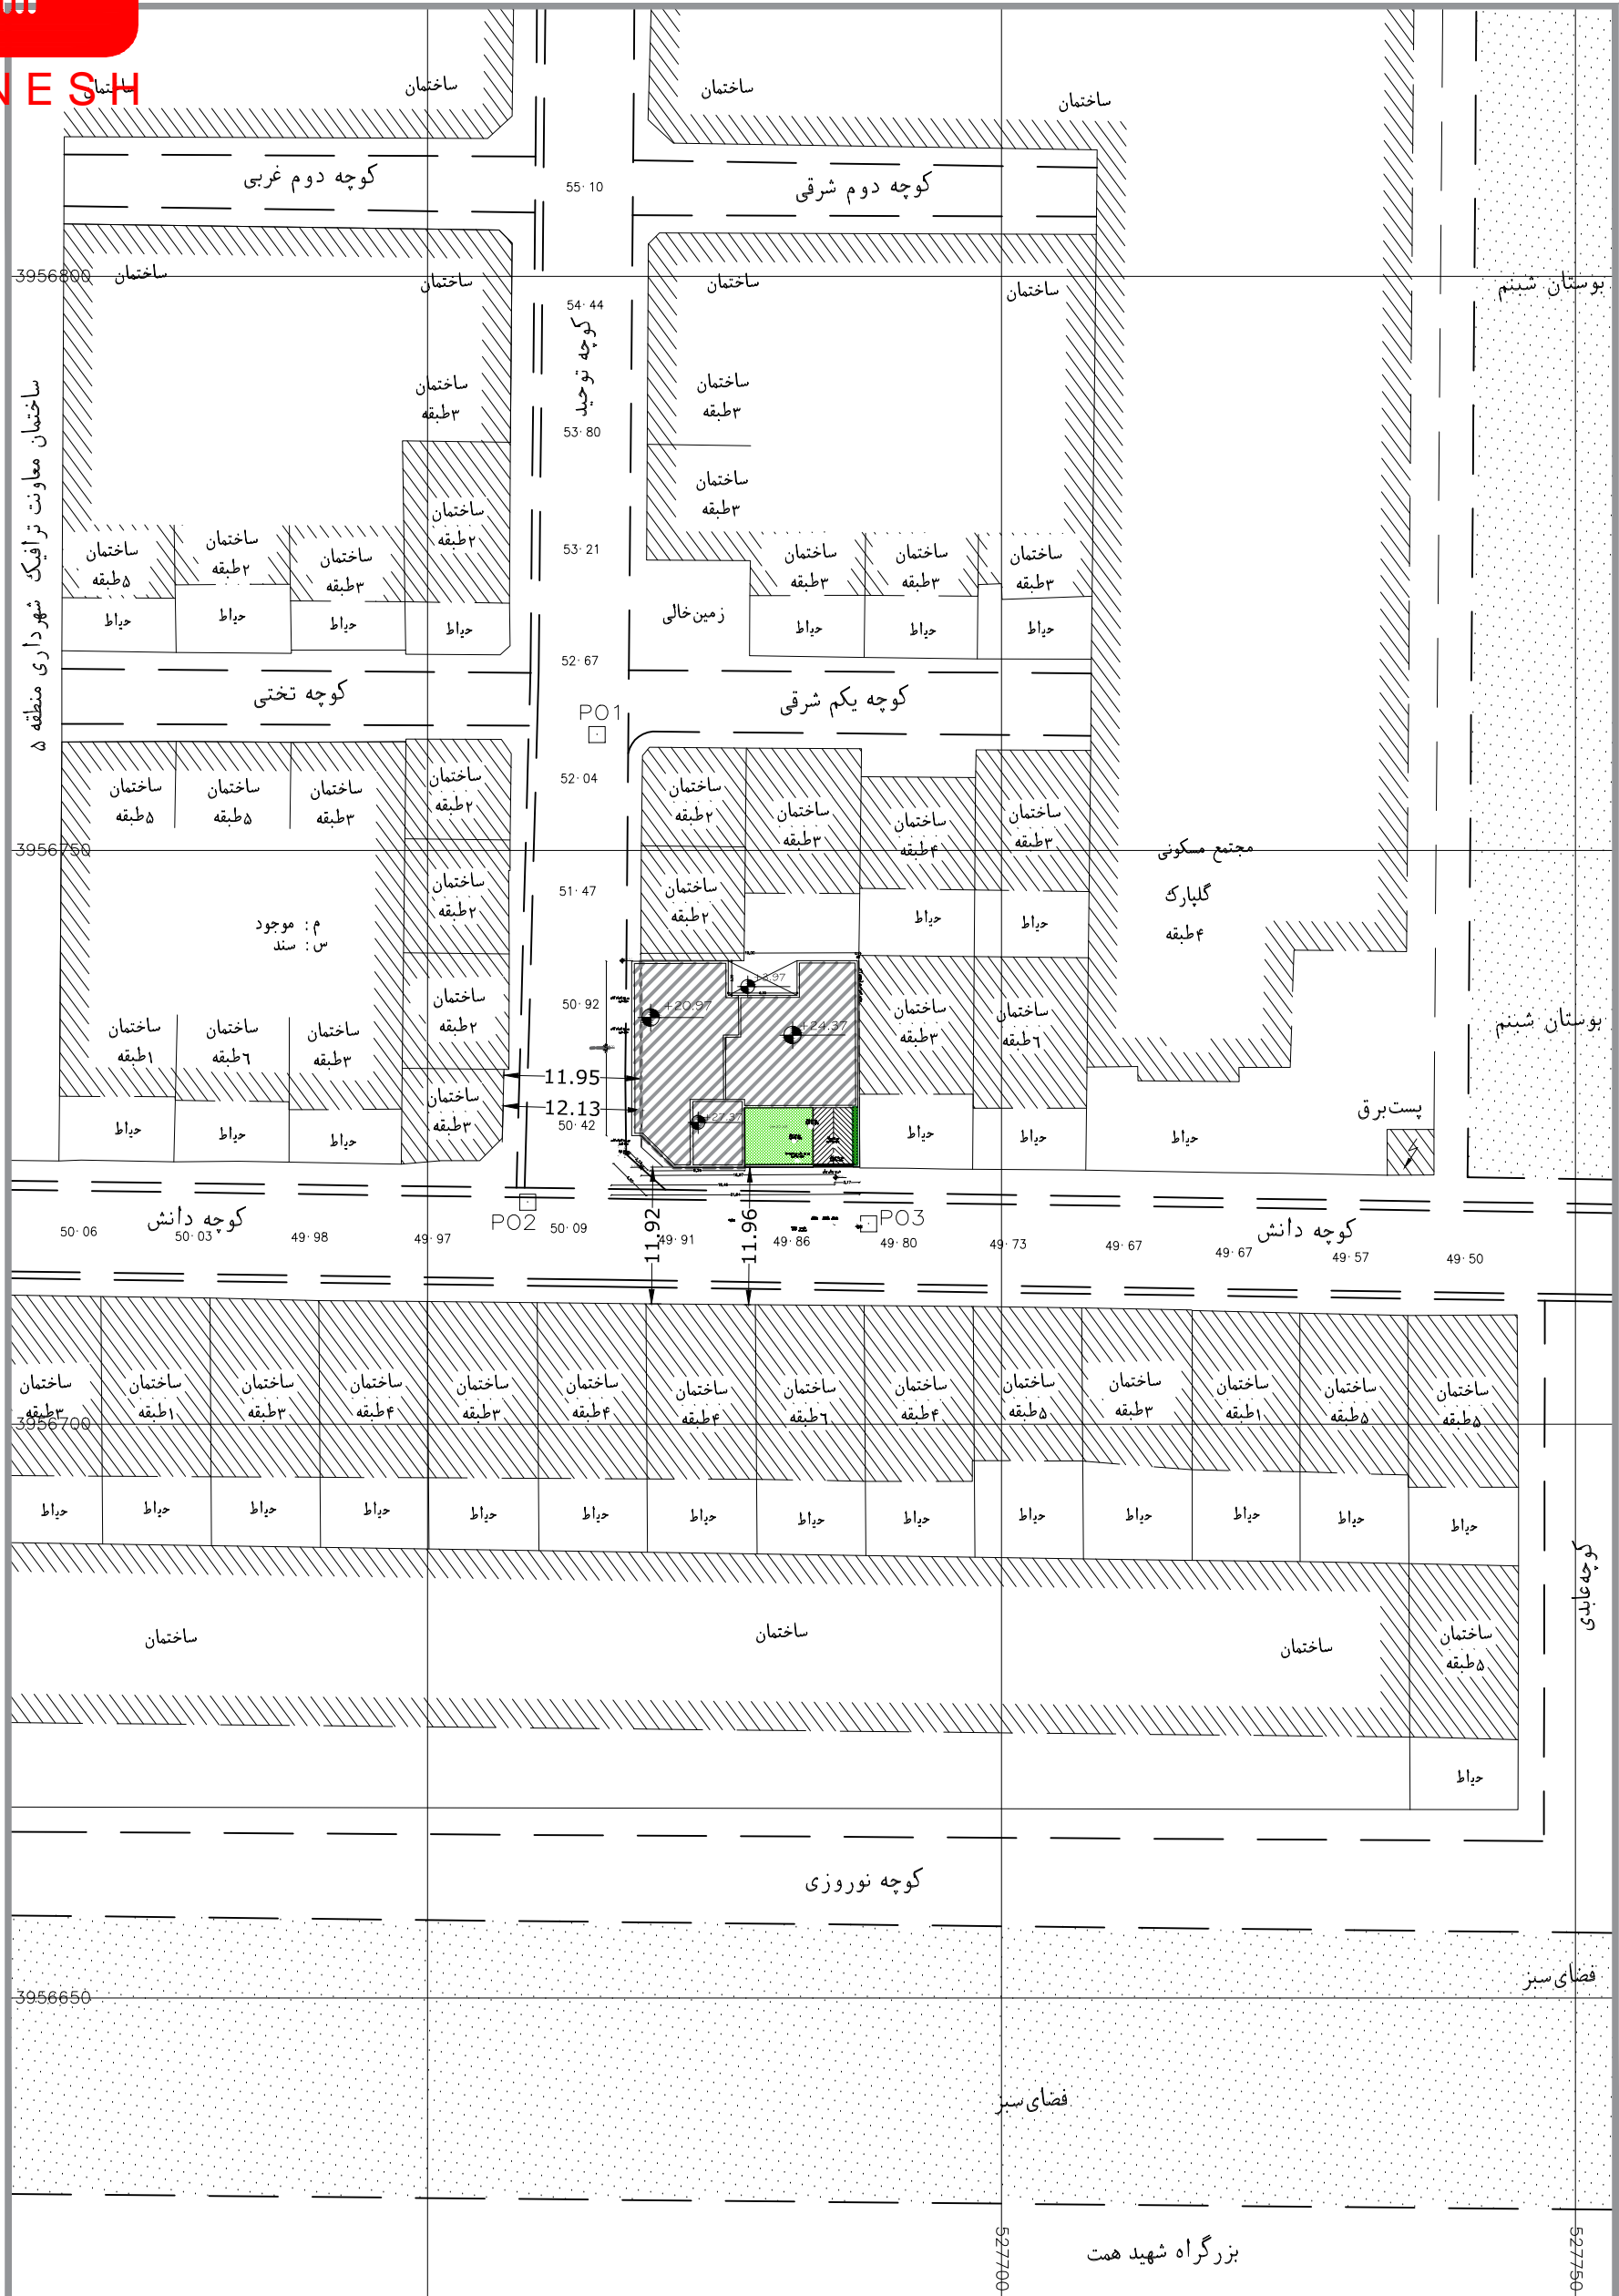 NESH
ساختمان
ساختمان
ساختمان
ساختمان
کوچه دوم غربی
55.10
کوچه دوم شرقی
3956800
ساختمان
ساختمان
ساختمان
ساختمان
بوستان شبنم
54.44
کوچه توحید
ساختمان معاونت ترافیک شهرداری منطقه ۵
ساختمان
۳طبقه
ساختمان
۳طبقه
53.80
ساختمان
۲طبقه
ساختمان
۳طبقه
53.21
ساختمان
۵طبقه
ساختمان
۲طبقه
ساختمان
۳طبقه
ساختمان
۳طبقه
ساختمان
۳طبقه
ساختمان
۳طبقه
حیاط
حیاط
حیاط
حیاط
زمین‌خالی
حیاط
حیاط
حیاط
52.67
کوچه تختی
کوچه یکم شرقی
PO1
52.04
ساختمان
۵طبقه
ساختمان
۵طبقه
ساختمان
۳طبقه
ساختمان
۲طبقه
ساختمان
۲طبقه
ساختمان
۳طبقه
ساختمان
۴طبقه
ساختمان
۳طبقه
3956750
مجتمع مسکونی
گلپارک
۴طبقه
51.47
ساختمان
۲طبقه
ساختمان
۲طبقه
حیاط
حیاط
م: موجود
س: سند
+3.97
50.92
+20.97
+24.37
ساختمان
۲طبقه
ساختمان
۳طبقه
ساختمان
۶طبقه
بوستان شبنم
ساختمان
۱طبقه
ساختمان
۶طبقه
ساختمان
۳طبقه
11.95
12.13
50.42
+27.37
ساختمان
۳طبقه
حیاط
حیاط
حیاط
حیاط
حیاط
حیاط
پست‌برق
کوچه دانش
PO2
PO3
کوچه دانش
11.92
11.96
50.06
50.03
49.98
49.97
50.09
49.91
49.86
49.80
49.73
49.67
49.67
49.57
49.50
ساختمان
۳طبقه
ساختمان
۱طبقه
ساختمان
۳طبقه
ساختمان
۴طبقه
ساختمان
۳طبقه
ساختمان
۴طبقه
ساختمان
۴طبقه
ساختمان
۶طبقه
ساختمان
۴طبقه
ساختمان
۵طبقه
ساختمان
۳طبقه
ساختمان
۱طبقه
ساختمان
۵طبقه
ساختمان
۵طبقه
3956700
حیاط
حیاط
حیاط
حیاط
حیاط
حیاط
حیاط
حیاط
حیاط
حیاط
حیاط
حیاط
حیاط
حیاط
کوچه‌عابدی
ساختمان
ساختمان
ساختمان
ساختمان
۵طبقه
حیاط
کوچه نوروزی
فضای‌سبز
3956650
فضای‌سبز
527700
527750
بزرگراه شهید همت